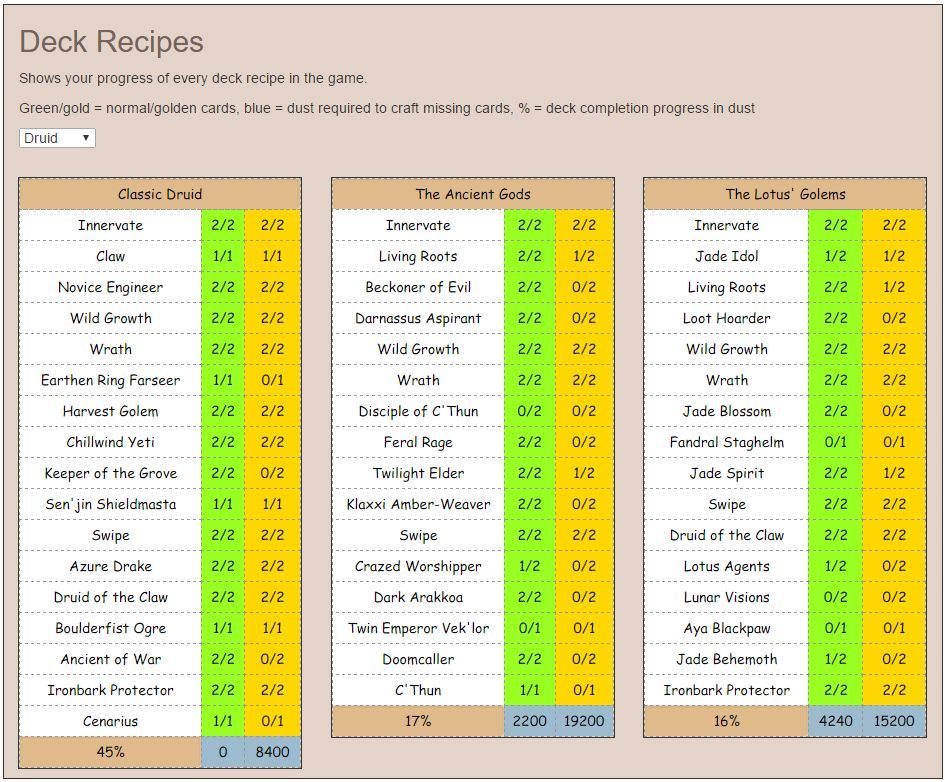 Deck Recipes
Shows your progress of every deck recipe in the game.
Green/gold = normal/golden cards, blue = dust required to craft missing cards, % = deck completion progress in dust
Druid
Classic Druid
Innervate 2/2 2/2
Claw 1/1 1/1
Novice Engineer 2/2 2/2
Wild Growth 2/2 2/2
Wrath 2/2 2/2
Earthen Ring Farseer 1/1 0/1
Harvest Golem 2/2 2/2
Chillwind Yeti 2/2 2/2
Keeper of the Grove 2/2 0/2
Sen'jin Shieldmasta 1/1 1/1
Swipe 2/2 2/2
Azure Drake 2/2 2/2
Druid of the Claw 2/2 2/2
Boulderfist Ogre 1/1 1/1
Ancient of War 2/2 0/2
Ironbark Protector 2/2 2/2
Cenarius 1/1 0/1
45% 0 8400
The Ancient Gods
Innervate 2/2 2/2
Living Roots 2/2 1/2
Beckoner of Evil 2/2 0/2
Darnassus Aspirant 2/2 0/2
Wild Growth 2/2 2/2
Wrath 2/2 2/2
Disciple of C'Thun 0/2 0/2
Feral Rage 2/2 0/2
Twilight Elder 2/2 1/2
Klaxxi Amber-Weaver 2/2 0/2
Swipe 2/2 2/2
Crazed Worshipper 1/2 0/2
Dark Arakkoa 2/2 0/2
Twin Emperor Vek'lor 0/1 0/1
Doomcaller 2/2 0/2
C'Thun 1/1 0/1
17% 2200 19200
The Lotus' Golems
Innervate 2/2 2/2
Jade Idol 1/2 1/2
Living Roots 2/2 1/2
Loot Hoarder 2/2 0/2
Wild Growth 2/2 2/2
Wrath 2/2 2/2
Jade Blossom 2/2 0/2
Fandral Staghelm 0/1 0/1
Jade Spirit 2/2 1/2
Swipe 2/2 2/2
Druid of the Claw 2/2 2/2
Lotus Agents 1/2 0/2
Lunar Visions 0/2 0/2
Aya Blackpaw 0/1 0/1
Jade Behemoth 1/2 0/2
Ironbark Protector 2/2 2/2
16% 4240 15200